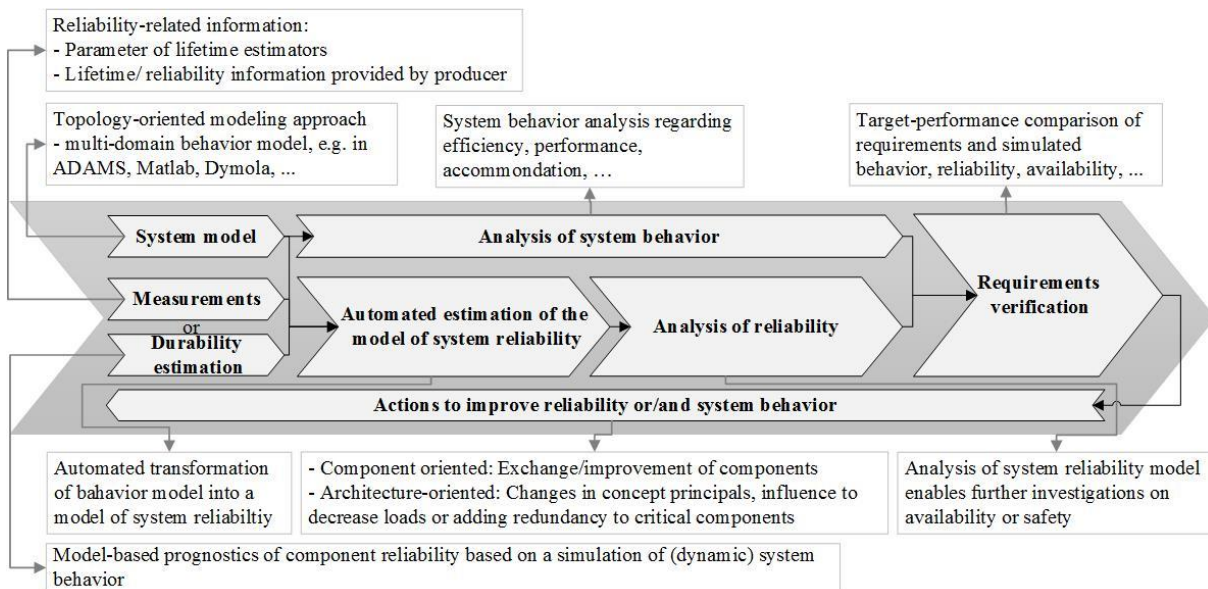 Reliability-related information:
- Parameter of lifetime estimators
- Lifetime/ reliability information provided by producer
Topology-oriented modeling approach
- multi-domain behavior model, e.g. in
ADAMS, Matlab, Dymola, ...
System behavior analysis regarding
efficiency, performance,
accommondation, ...
Target-performance comparison of
requirements and simulated
behavior, reliability, availability, ...
System model
Analysis of system behavior
Measurements
or
Durability
estimation
Automated estimation of the
model of system reliability
Analysis of reliability
Requirements
verification
Actions to improve reliability or/and system behavior
Automated transformation
of bahavior model into a
model of system reliabiltiy
- Component oriented: Exchange/improvement of components
- Architecture-oriented: Changes in concept principals, influence to
decrease loads or adding redundancy to critical components
Analysis of system reliability model
enables further investigations on
availability or safety
Model-based prognostics of component reliability based on a simulation of (dynamic) system
behavior